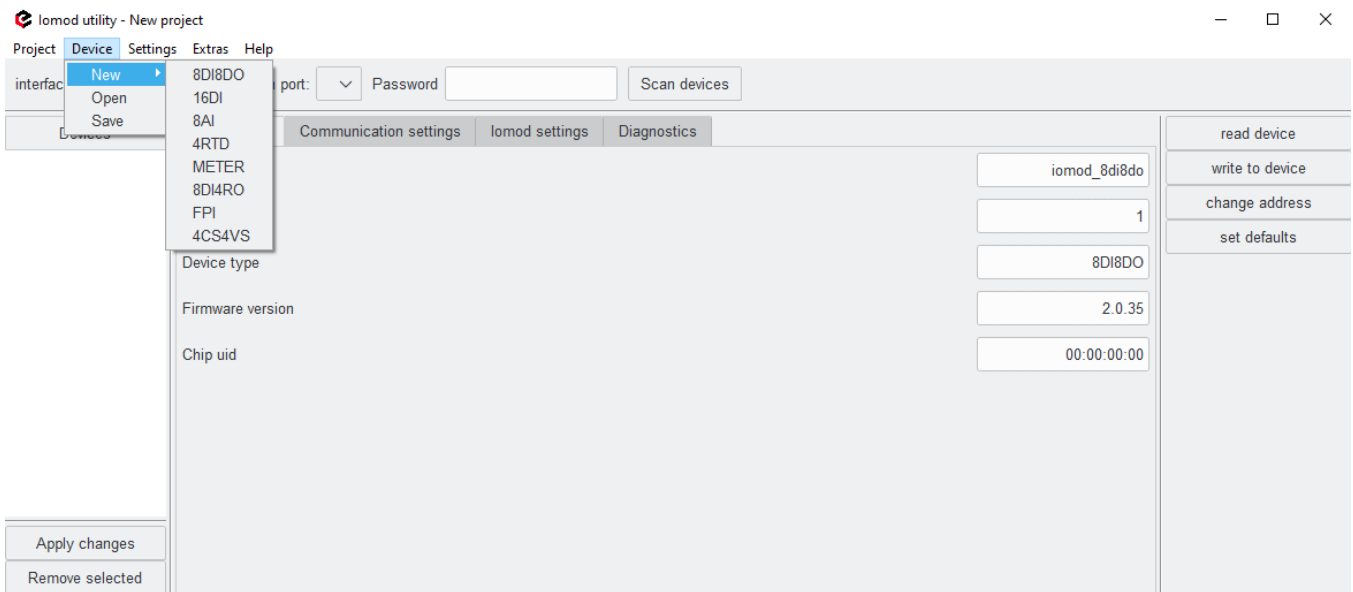 Iomod utility - New project
Project Device Settings Extras Help
interfac port: Password Scan devices
New
Open
Save
8DI8DO
16DI
8AI
4RTD
METER
8DI4RO
FPI
4CS4VS
Devices
Communication settings Iomod settings Diagnostics
iomod_8di8do
1
Device type 8DI8DO
Firmware version 2.0.35
Chip uid 00:00:00:00
read device
write to device
change address
set defaults
Apply changes
Remove selected